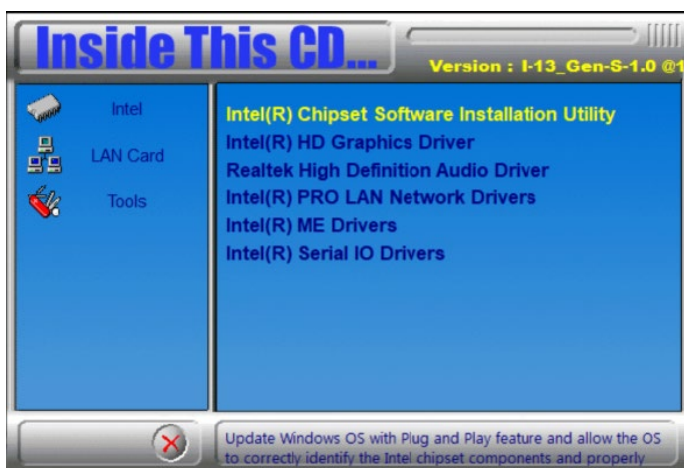 Inside This CD...
Version : I-13_Gen-S-1.0 @1
Intel
LAN Card
Tools
Intel(R) Chipset Software Installation Utility
Intel(R) HD Graphics Driver
Realtek High Definition Audio Driver
Intel(R) PRO LAN Network Drivers
Intel(R) ME Drivers
Intel(R) Serial IO Drivers
Update Windows OS with Plug and Play feature and allow the OS
to correctly identify the Intel chipset components and properly